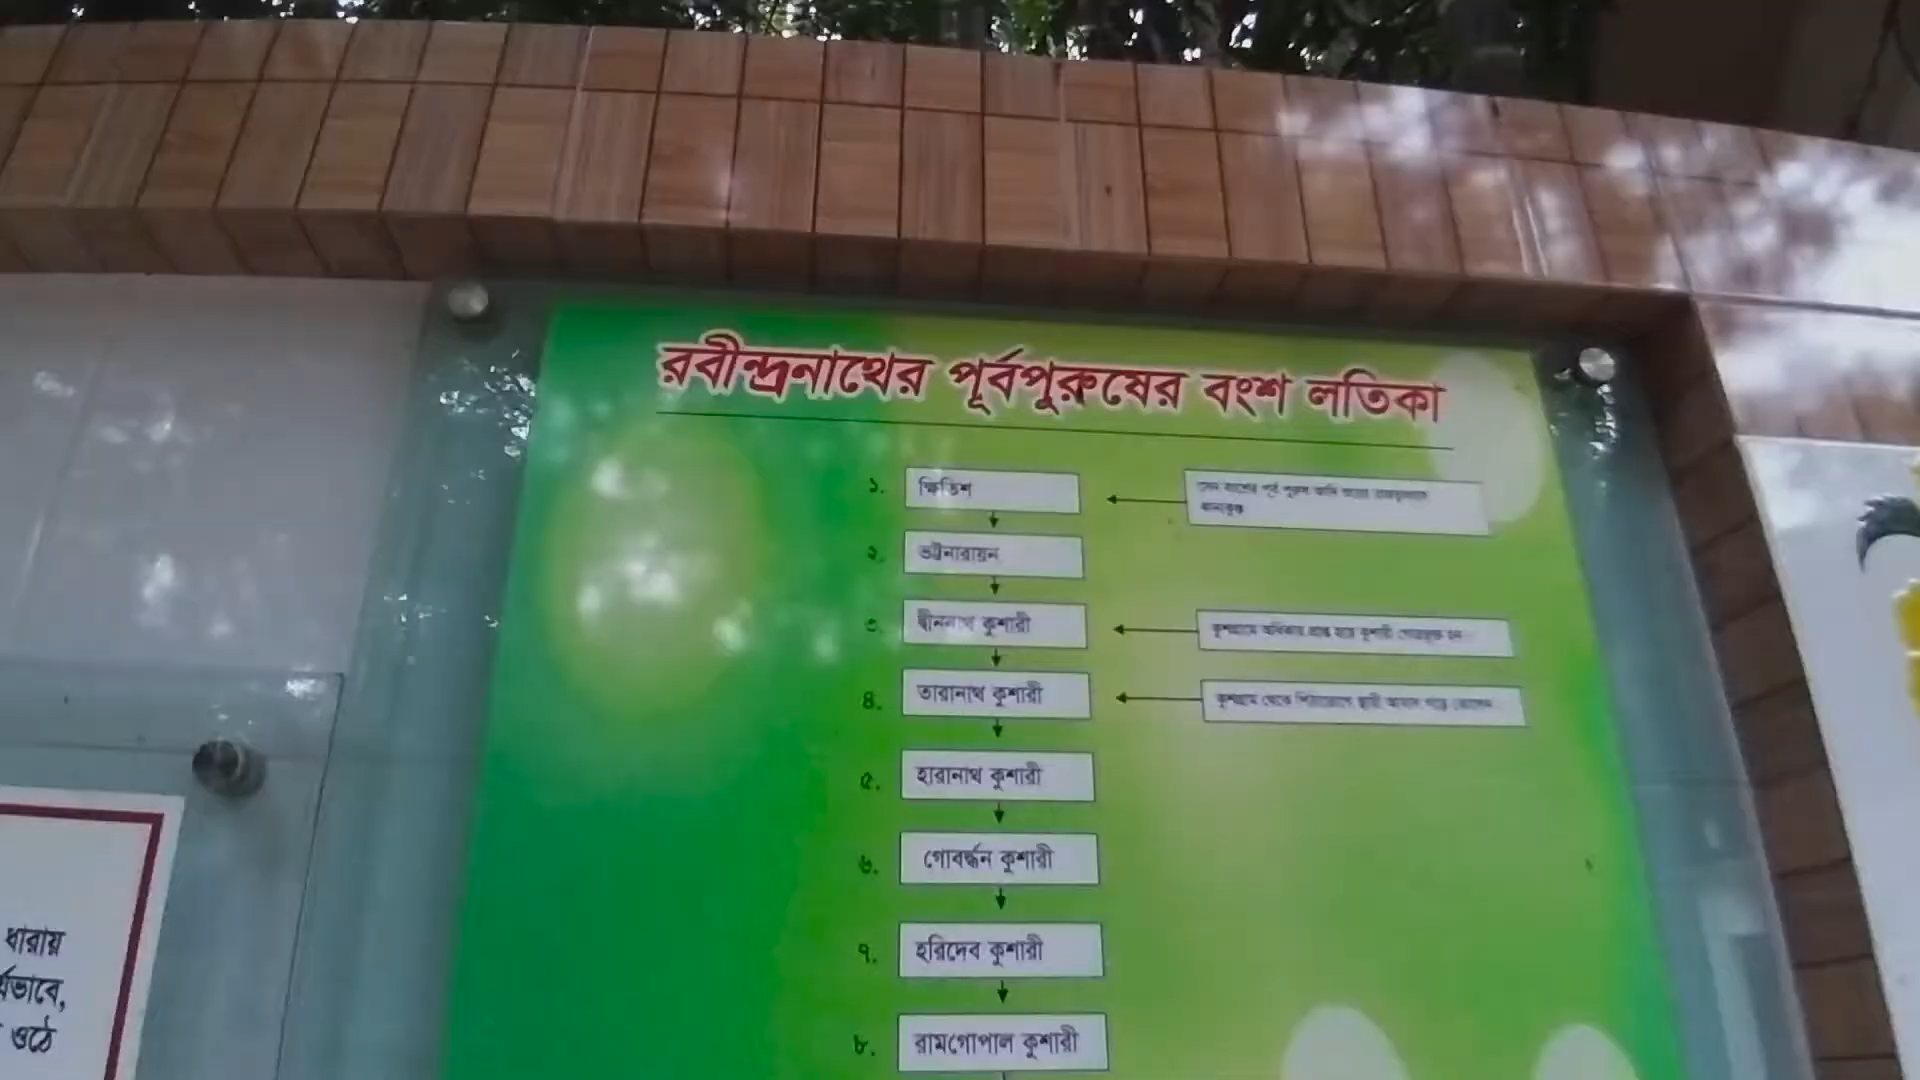 রবীন্দ্রনাথের পূর্বপুরুষের বংশ লতিকা
১. ক্ষিতিশ
২. ভট্টনারায়ন
৩. দ্বীননাথ কুশারী
৪. তারানাথ কুশারী
কুশগ্রাম থেকে
৫. হারানাথ কুশারী
৬. গোবর্দ্ধন কুশারী
৭. হরিদেব কুশারী
৮. রামগোপাল কুশারী
ধারায়
ওঠে